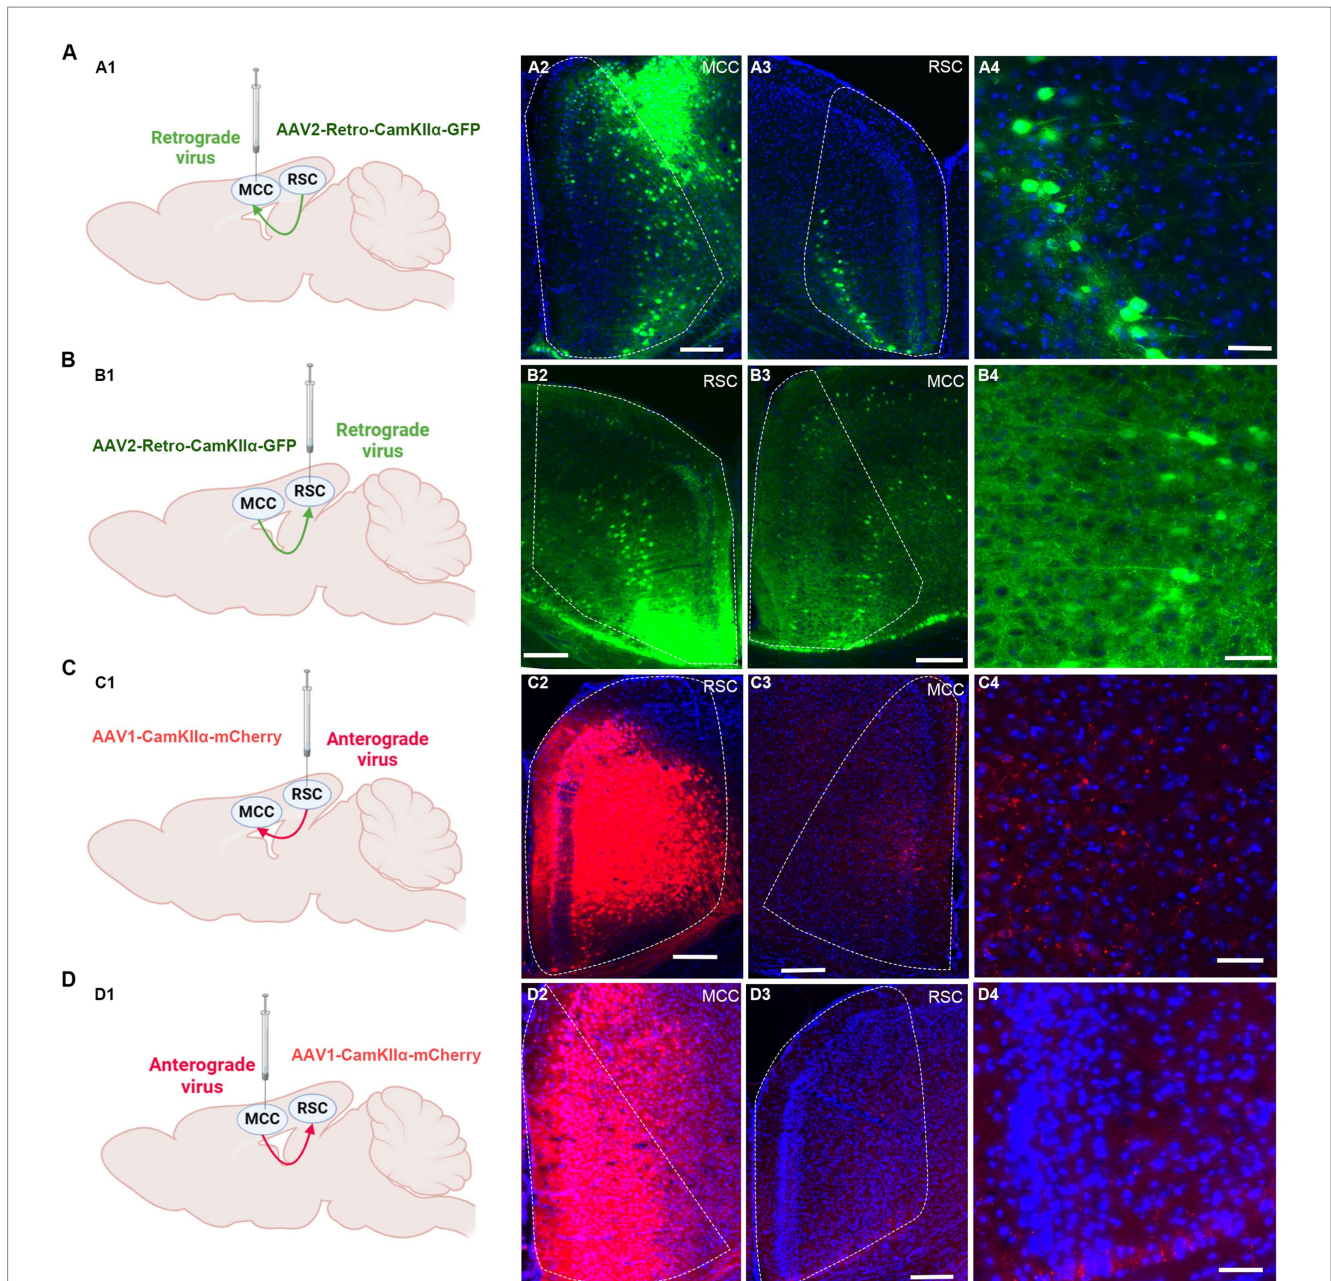 A
A1
Retrograde
virus
AAV2-Retro-CamKIIα-GFP
MCC
RSC
A2
MCC
A3
RSC
A4
B
B1
AAV2-Retro-CamKIIα-GFP
Retrograde
virus
MCC
RSC
B2
RSC
B3
MCC
B4
C
C1
AAV1-CamKIIα-mCherry
Anterograde
virus
MCC
RSC
C2
RSC
C3
MCC
C4
D
D1
Anterograde
virus
AAV1-CamKIIα-mCherry
MCC
RSC
D2
MCC
D3
RSC
D4